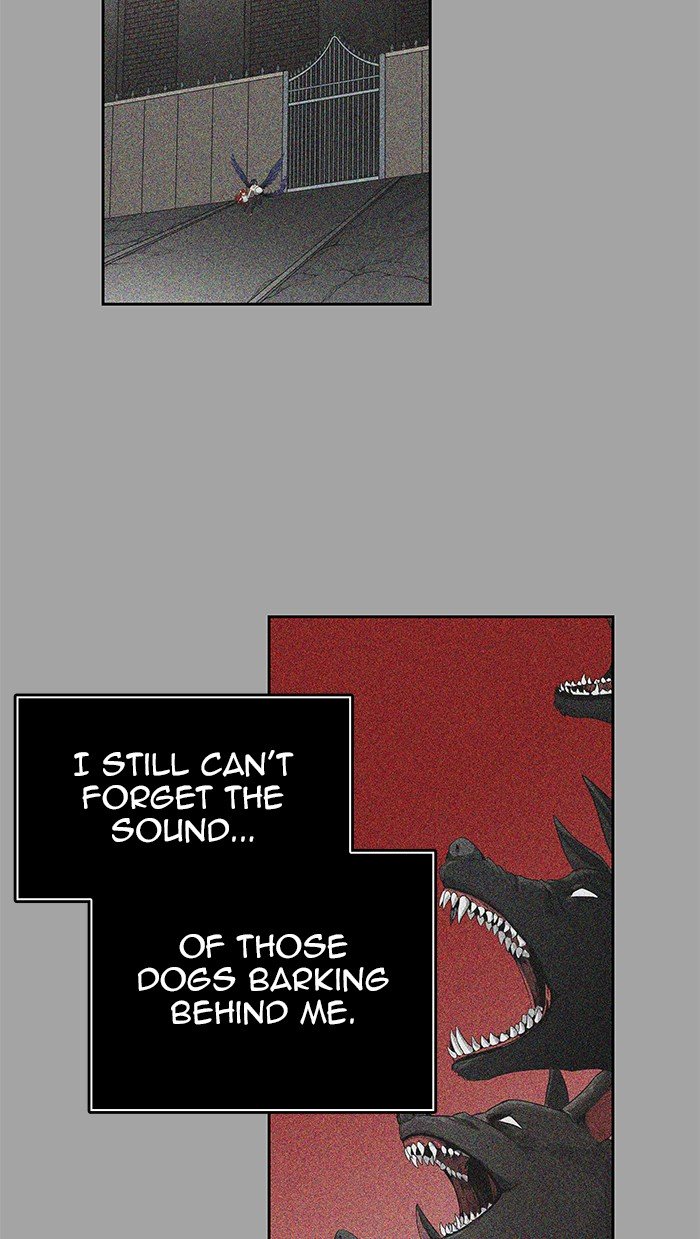 I STILL CAN'T
FORGET THE
SOUND...
OF THOSE
DOGS BARKING
BEHIND ME.